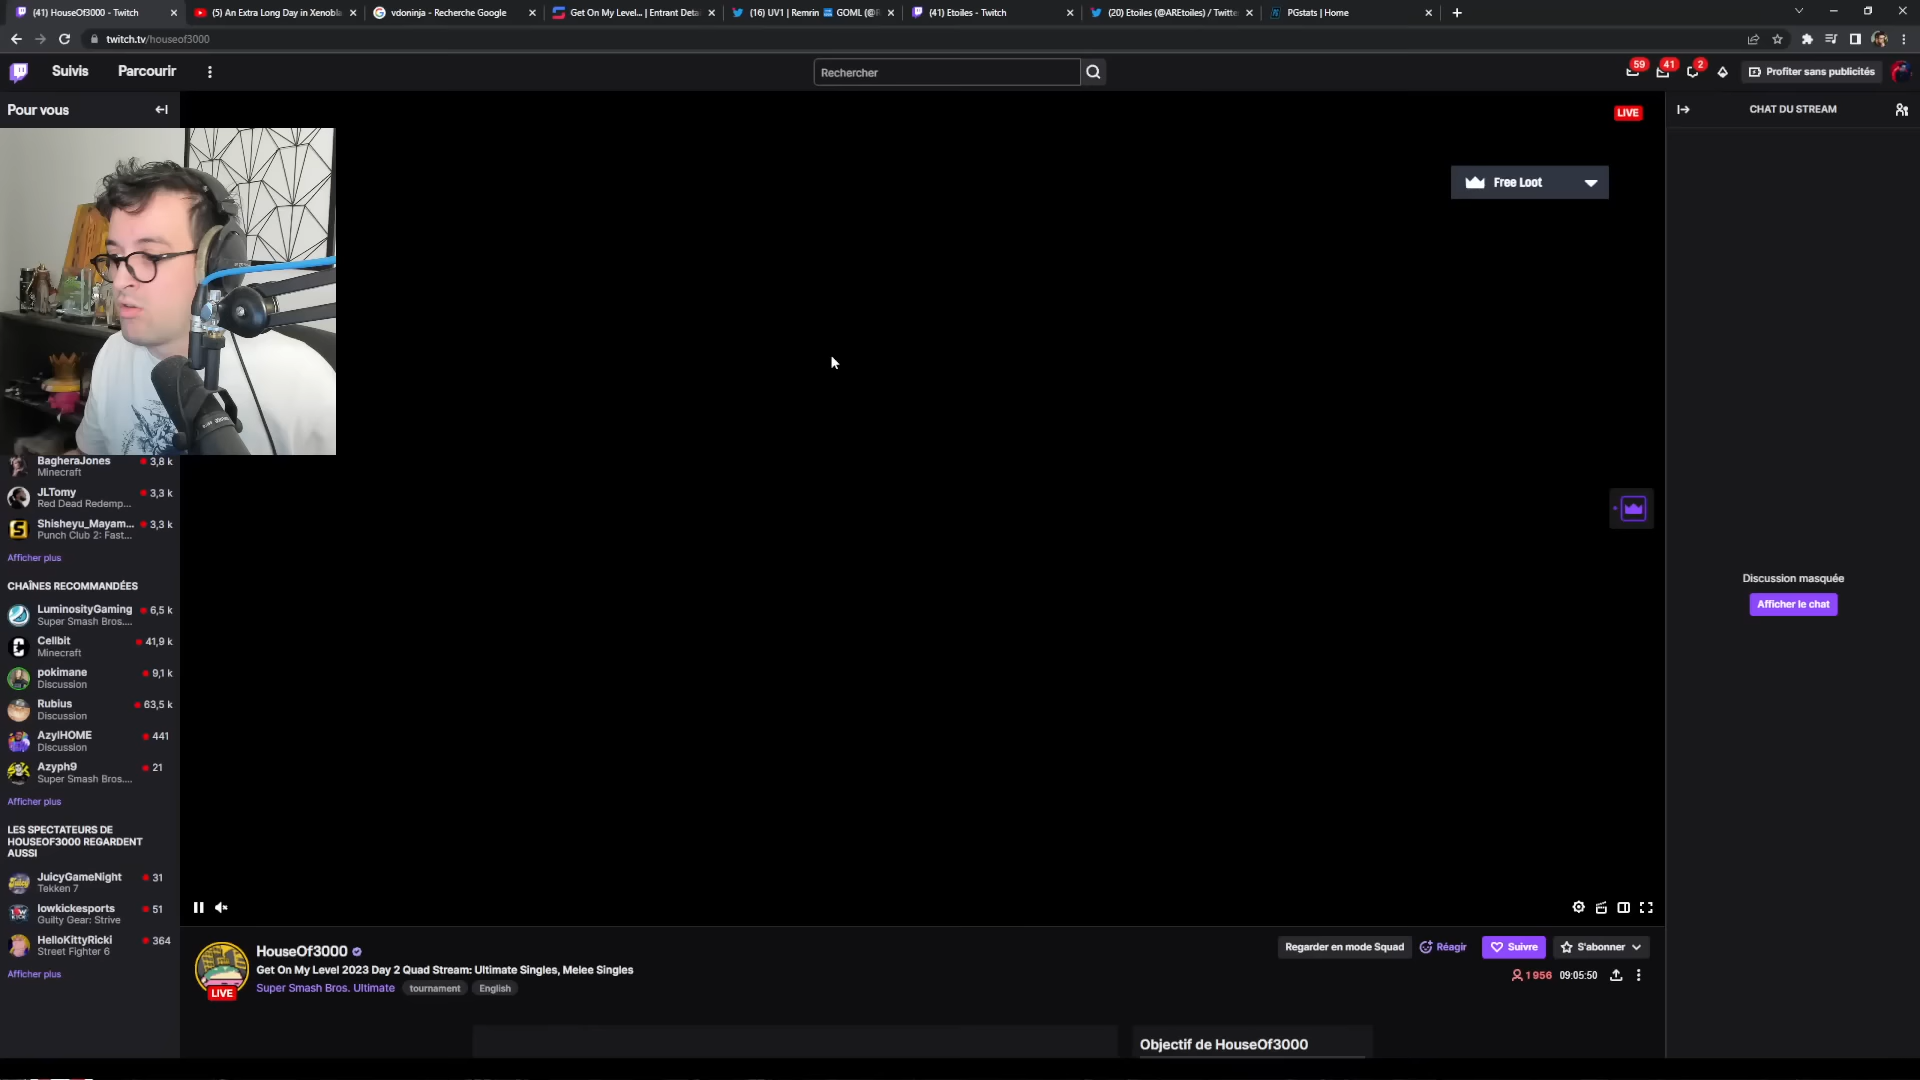 (41) HouseOf3000 - Twitch
(5) An Extra Long Day in Xenobla
vdoninja - Recherche Google
Get On My Level... | Entrant Deta
(16) UV1 | Remrin GOML (@R
(41) Etoiles - Twitch
(20) Etoiles (@AREtoiles) / Twitte
PGstats | Home
twitch.tv/houseof3000
Suivis
Parcourir
Rechercher
59
41
2
Profiter sans publicités
Pour vous
LIVE
CHAT DU STREAM
Free Loot
BagheraJones
3,8 k
Minecraft
JLTomy
3,3 k
Red Dead Redemp...
Shisheyu_Mayam...
3,3 k
Punch Club 2: Fast...
Afficher plus
CHAÎNES RECOMMANDÉES
LuminosityGaming
6,5 k
Super Smash Bros....
Cellbit
41,9 k
Minecraft
pokimane
9,1 k
Discussion
Rubius
63,5 k
Discussion
AzylHOME
441
Discussion
Azyph9
21
Super Smash Bros....
Afficher plus
LES SPECTATEURS DE
HOUSEOF3000 REGARDENT
AUSSI
JuicyGameNight
31
Tekken 7
lowkickesports
51
Guilty Gear: Strive
HelloKittyRicki
364
Street Fighter 6
Afficher plus
Discussion masquée
Afficher le chat
HouseOf3000
Get On My Level 2023 Day 2 Quad Stream: Ultimate Singles, Melee Singles
Super Smash Bros. Ultimate
tournament
English
LIVE
Regarder en mode Squad
Réagir
Suivre
S'abonner
1 956
09:05:50
Objectif de HouseOf3000